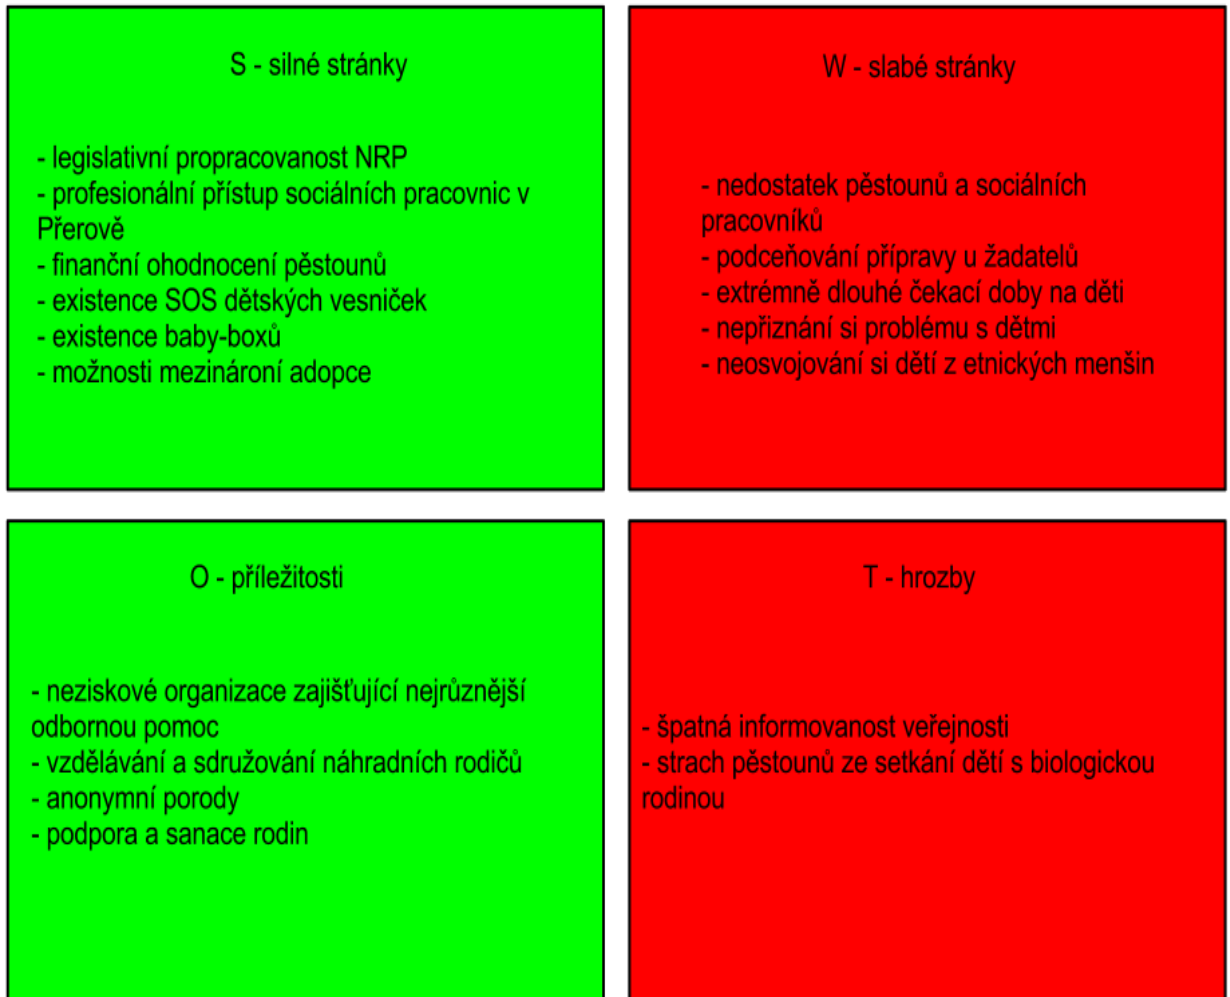 S - silné stránky
- legislativní propracovanost NRP
- profesionální přístup sociálních pracovnic v
Přerově
- finanční ohodnocení pěstounů
- existence SOS dětských vesniček
- existence baby-boxů
- možnosti mezinároní adopce
W - slabé stránky
- nedostatek pěstounů a sociálních
pracovníků
- podceňování přípravy u žadatelů
- extrémně dlouhé čekací doby na děti
- nepřiznání si problému s dětmi
- neosvojování si dětí z etnických menšin
O - příležitosti
- neziskové organizace zajišťující nejrůznější
odbornou pomoc
- vzdělávání a sdružování náhradních rodičů
- anonymní porody
- podpora a sanace rodin
T - hrozby
- špatná informovanost veřejnosti
- strach pěstounů ze setkání dětí s biologickou
rodinou